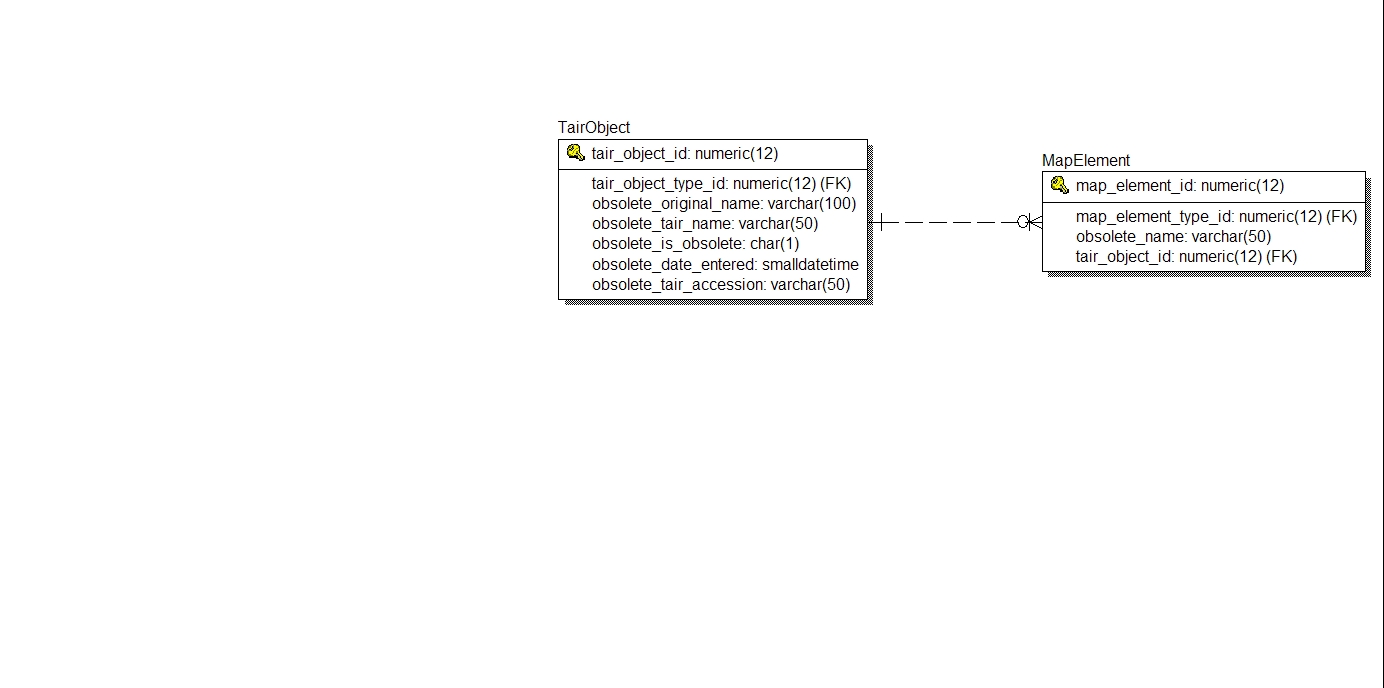 TairObject
tair_object_id: numeric(12)
tair_object_type_id: numeric(12) (FK)
obsolete_original_name: varchar(100)
obsolete_tair_name: varchar(50)
obsolete_is_obsolete: char(1)
obsolete_date_entered: smalldatetime
obsolete_tair_accession: varchar(50)
MapElement
map_element_id: numeric(12)
map_element_type_id: numeric(12) (FK)
obsolete_name: varchar(50)
tair_object_id: numeric(12) (FK)